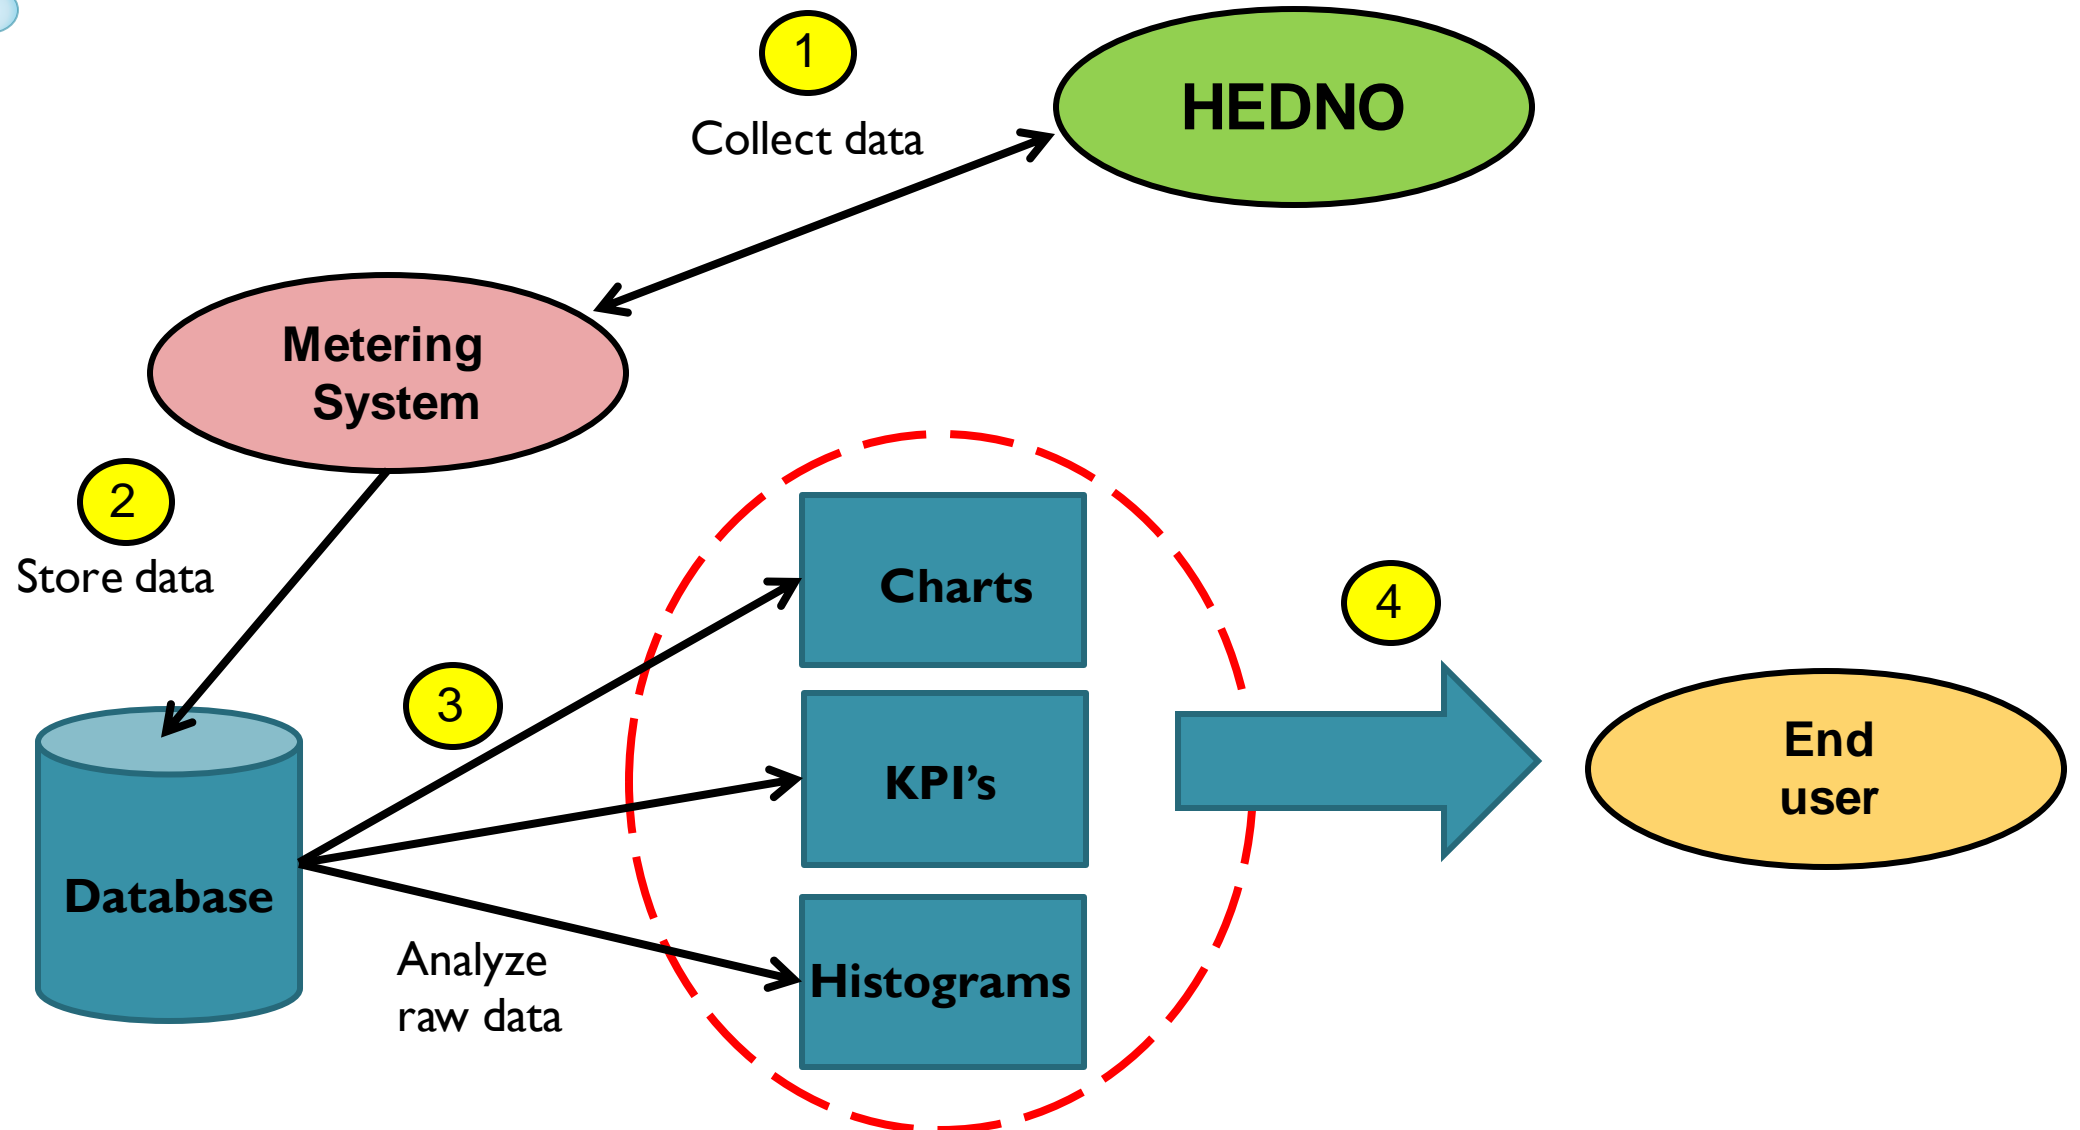 1
Collect data
HEDNO
Metering
System
2
Store data
3
Analyze
raw data
Database
Charts
KPI’s
Histograms
4
End
user